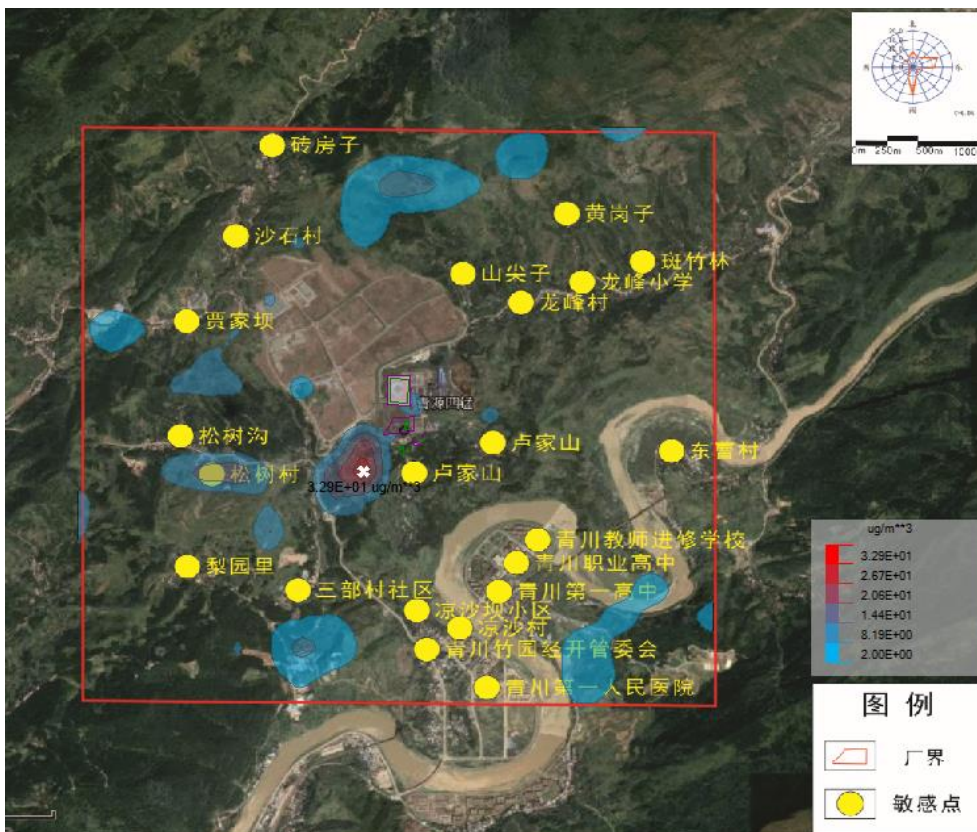 北
西
东
南
0m 250m 500m 1000
砖房子
黄岗子
沙石村
斑竹林
山尖子
龙峰小学
龙峰村
贾家坝
松树沟
卢家山
东曹村
松树村
卢家山
3.29E+01 ug/m**3
青川教师进修学校
青川职业高中
梨园里
三部村社区
青川第一高中
凉沙坝小区
凉沙村
青川竹园经开管委会
青川第一人民医院
ug/m**3
3.29E+01
2.67E+01
2.06E+01
1.44E+01
8.19E+00
2.00E+00
图 例
厂界
敏感点